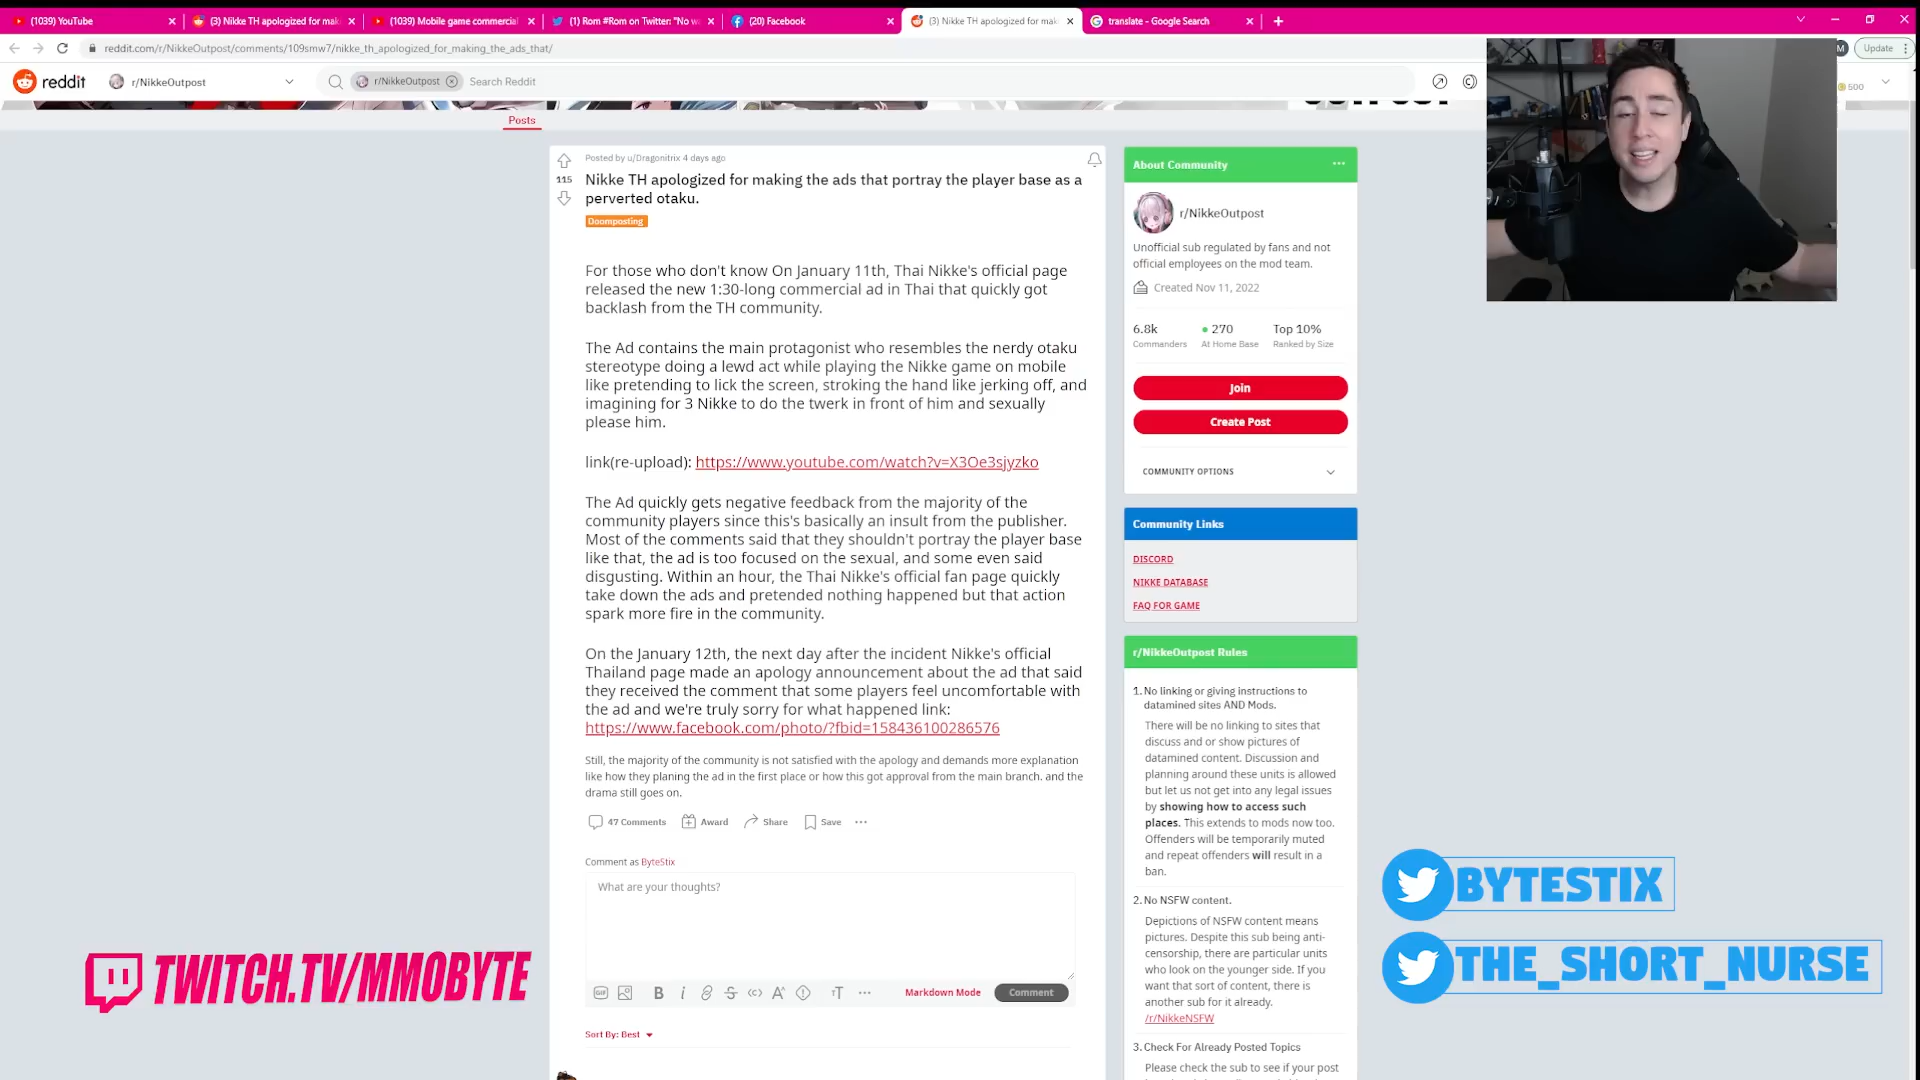 (1039) YouTube
(3) Nikke TH apologized for mak
(1039) Mobile game commercial
(1) Rom #Rom on Twitter: "No w
(20) Facebook
(3) Nikke TH apologized for mak
translate - Google Search
reddit.com/r/NikkeOutpost/comments/109smw7/nikke_th_apologized_for_making_the_ads_that/
M
Update
reddit
r/NikkeOutpost
r/NikkeOutpost
Search Reddit
500
Posts
Posted by u/Dragonitrix 4 days ago
115
Nikke TH apologized for making the ads that portray the player base as a
perverted otaku.
Doomposting
For those who don't know On January 11th, Thai Nikke's official page
released the new 1:30-long commercial ad in Thai that quickly got
backlash from the TH community.
The Ad contains the main protagonist who resembles the nerdy otaku
stereotype doing a lewd act while playing the Nikke game on mobile
like pretending to lick the screen, stroking the hand like jerking off, and
imagining for 3 Nikke to do the twerk in front of him and sexually
please him.
link(re-upload): https://www.youtube.com/watch?v=X3Oe3sjyzko
The Ad quickly gets negative feedback from the majority of the
community players since this's basically an insult from the publisher.
Most of the comments said that they shouldn't portray the player base
like that, the ad is too focused on the sexual, and some even said
disgusting. Within an hour, the Thai Nikke's official fan page quickly
take down the ads and pretended nothing happened but that action
spark more fire in the community.
On the January 12th, the next day after the incident Nikke's official
Thailand page made an apology announcement about the ad that said
they received the comment that some players feel uncomfortable with
the ad and we're truly sorry for what happened link:
https://www.facebook.com/photo/?fbid=158436100286576
Still, the majority of the community is not satisfied with the apology and demands more explanation
like how they planing the ad in the first place or how this got approval from the main branch. and the
drama still goes on.
47 Comments
Award
Share
Save
Comment as ByteStix
What are your thoughts?
GIF
B
i
Markdown Mode
Comment
Sort By: Best
About Community
r/NikkeOutpost
Unofficial sub regulated by fans and not
official employees on the mod team.
Created Nov 11, 2022
6.8k
270
Top 10%
Commanders
At Home Base
Ranked by Size
Join
Create Post
COMMUNITY OPTIONS
Community Links
DISCORD
NIKKE DATABASE
FAQ FOR GAME
r/NikkeOutpost Rules
1. No linking or giving instructions to
datamined sites AND Mods.
There will be no linking to sites that
discuss and or show pictures of
datamined content. Discussion and
planning around these units is allowed
but let us not get into any legal issues
by showing how to access such
places. This extends to mods now too.
Offenders will be temporarily muted
and repeat offenders will result in a
ban.
2. No NSFW content.
Depictions of NSFW content means
pictures. Despite this sub being anti-
censorship, there are particular units
who look on the younger side. If you
want that sort of content, there is
another sub for it already.
/r/NikkeNSFW
3. Check For Already Posted Topics
Please check the sub to see if your post
TWITCH.TV/MMOBYTE
BYTESTIX
THE_SHORT_NURSE